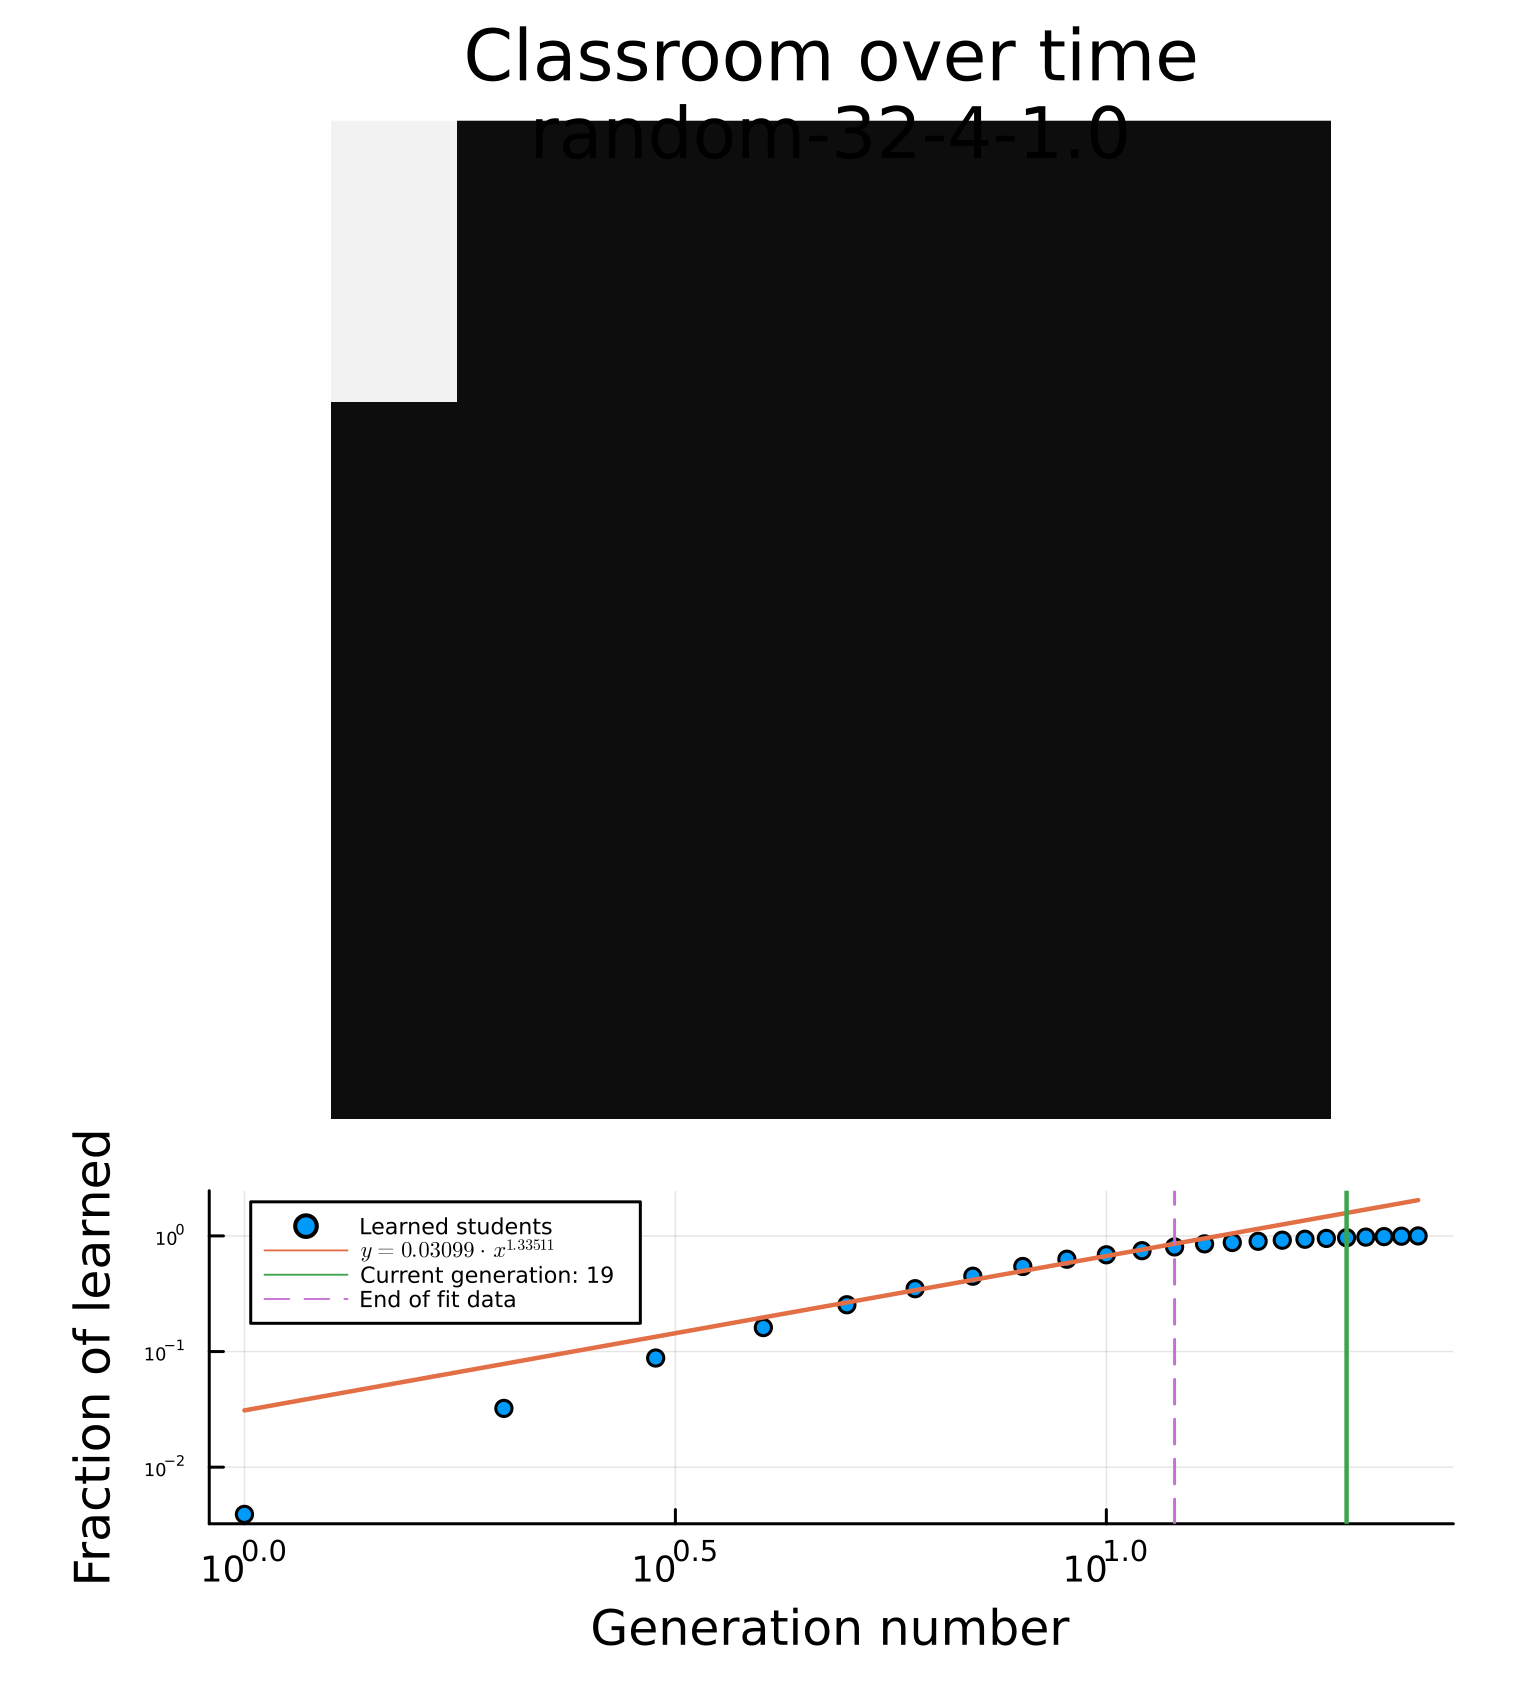 Classroom over time
random-32-4-1.0
Fraction of learned
10⁰
10⁻¹
10⁻²
Learned students
y = 0.03099 · x^1.33511
Current generation: 19
End of fit data
10^0.0
10^0.5
10^1.0
Generation number